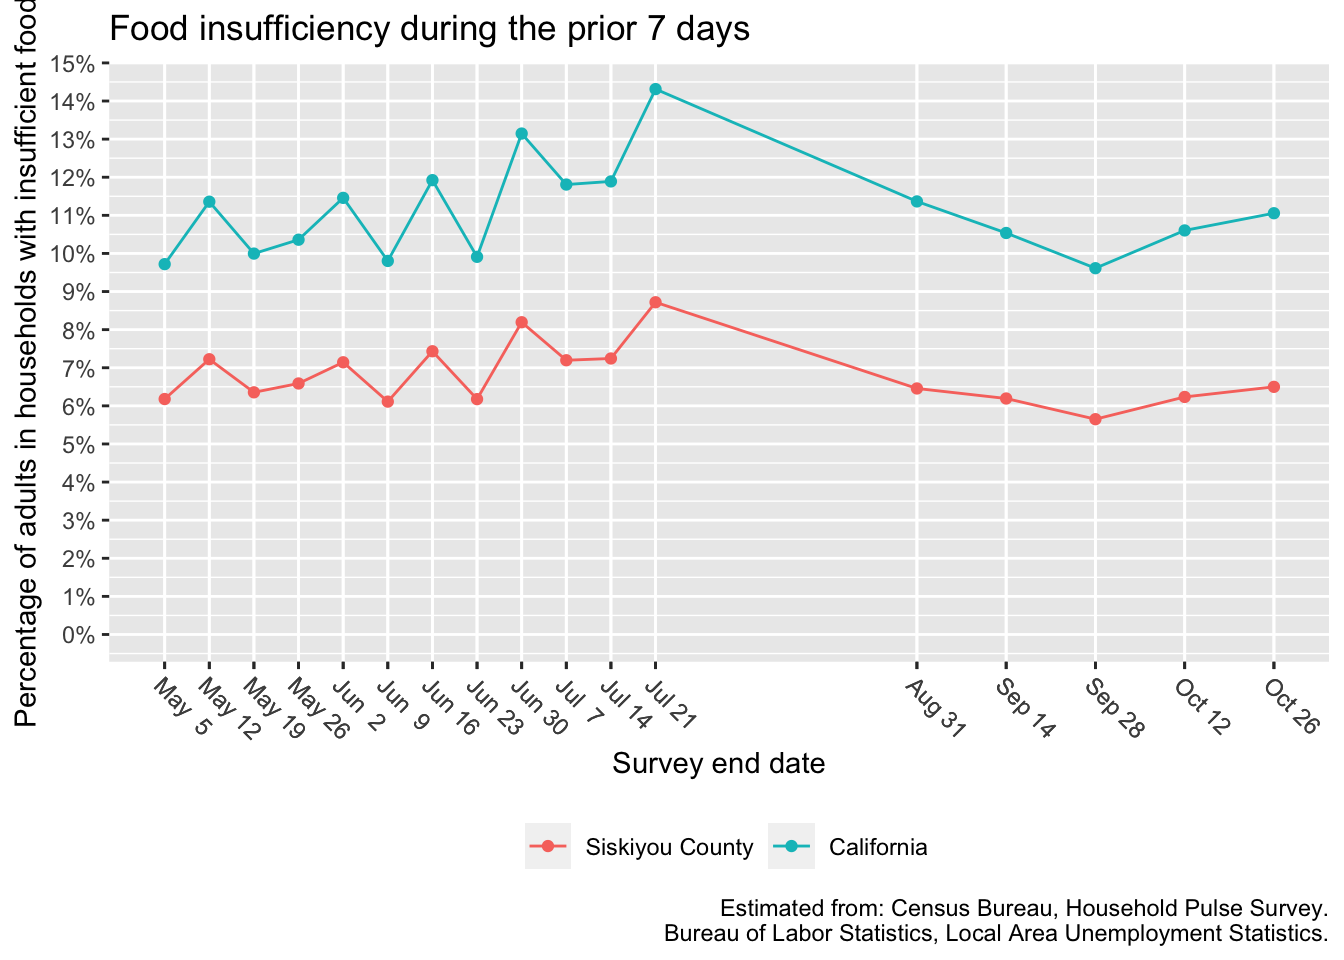 Food insufficiency during the prior 7 days
Percentage of adults in households with insufficient food
15%
14%
13%
12%
11%
10%
9%
8%
7%
6%
5%
4%
3%
2%
1%
0%
May 5
May 12
May 19
May 26
Jun 2
Jun 9
Jun 16
Jun 23
Jun 30
Jul 7
Jul 14
Jul 21
Aug 31
Sep 14
Sep 28
Oct 12
Oct 26
Survey end date
Siskiyou County
California
Estimated from: Census Bureau, Household Pulse Survey.
Bureau of Labor Statistics, Local Area Unemployment Statistics.